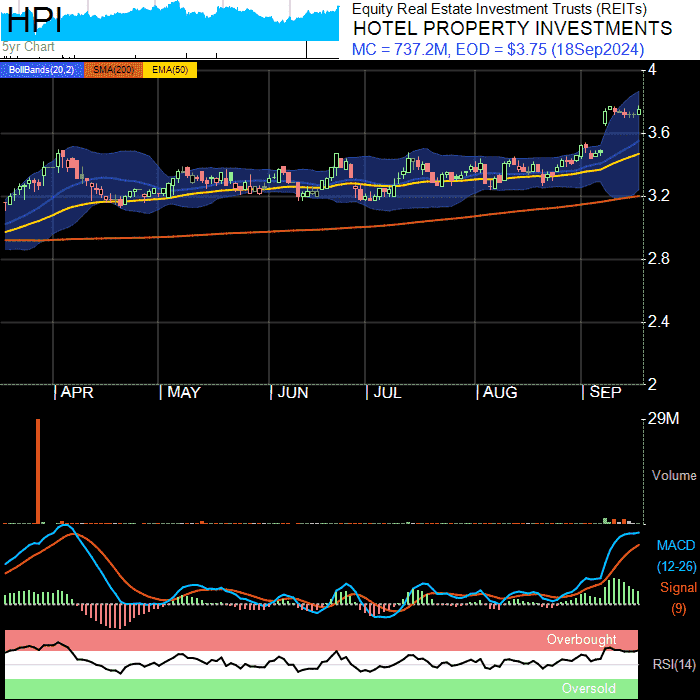 HPI
5yr Chart
Equity Real Estate Investment Trusts (REITs)
HOTEL PROPERTY INVESTMENTS
MC = 737.2M, EOD = $3.75 (18Sep2024)
BollBands(20,2) SMA(200) EMA(50)
4
3.6
3.2
2.8
2.4
2
APR MAY JUN JUL AUG SEP
29M
Volume
MACD
(12-26)
Signal
(9)
Overbought
RSI(14)
Oversold